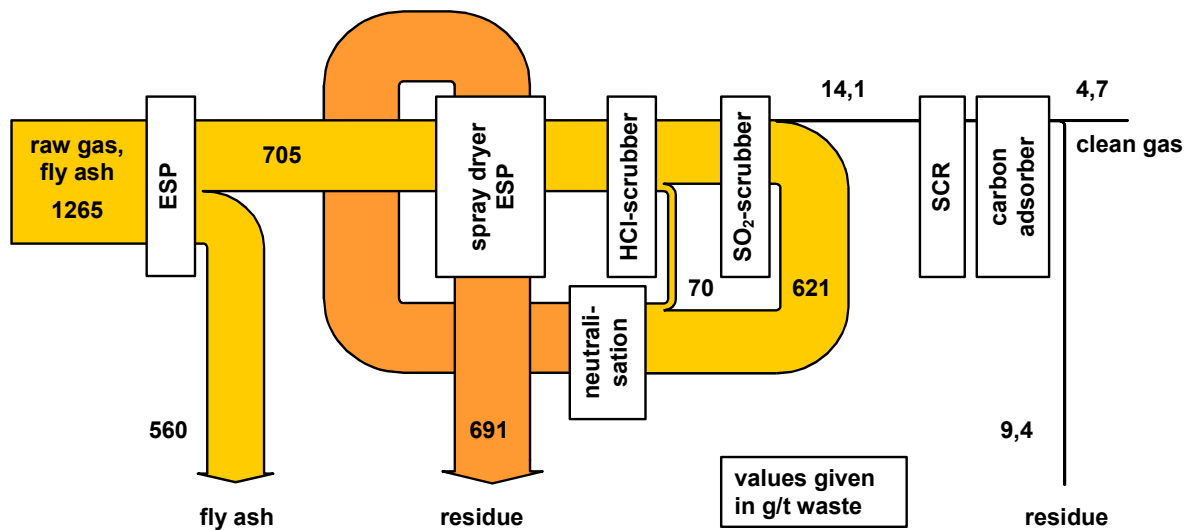 14,1
4,7
raw gas,
fly ash
1265
ESP
705
spray dryer
ESP
HCl-scrubber
SO₂-scrubber
SCR
carbon
adsorber
clean gas
70
621
neutrali-
sation
560
691
9,4
values given
in g/t waste
fly ash
residue
residue